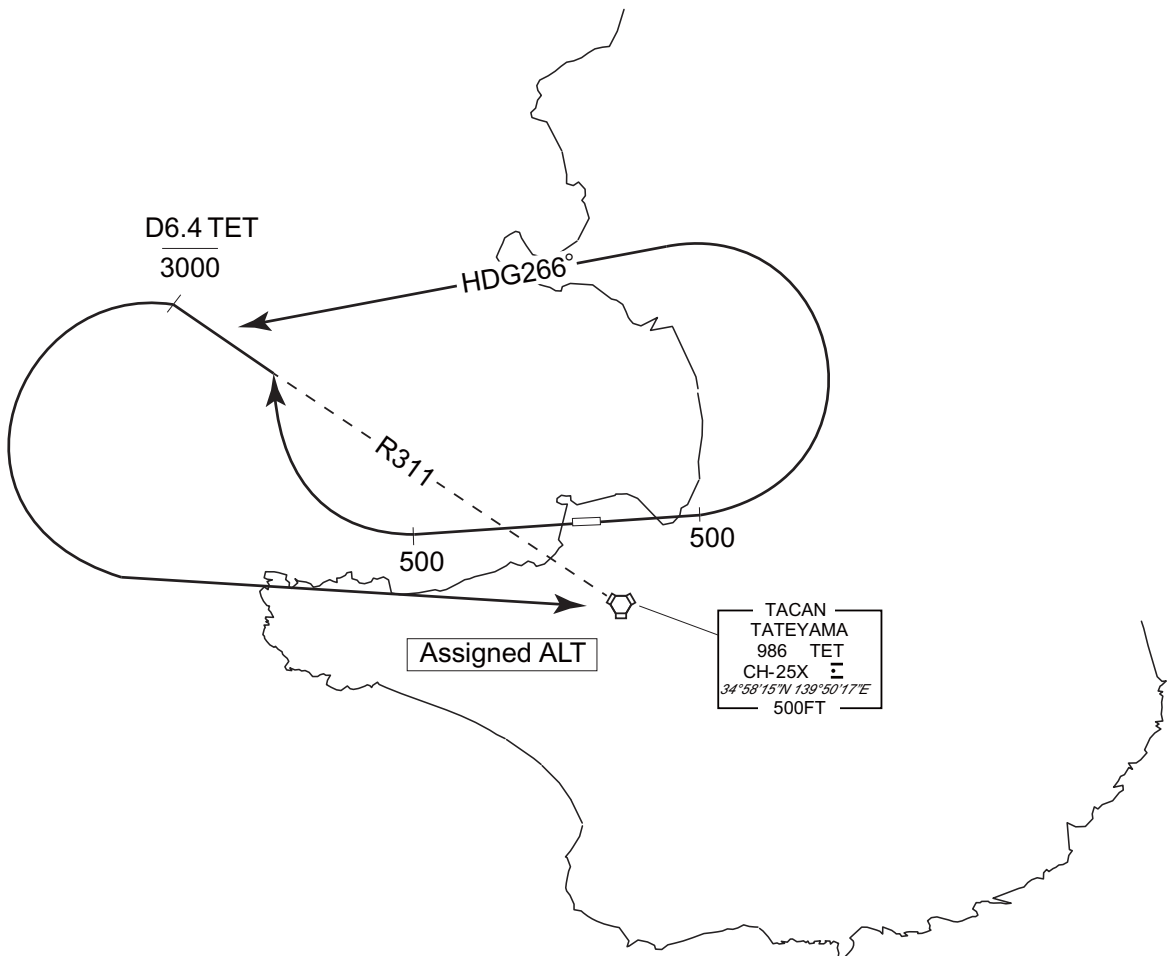 D6.4 TET
3000
HDG266°
R311
500
500
Assigned ALT
TACAN
TATEYAMA
986 TET
CH-25X
34°58'15"N 139°50'17"E
500FT